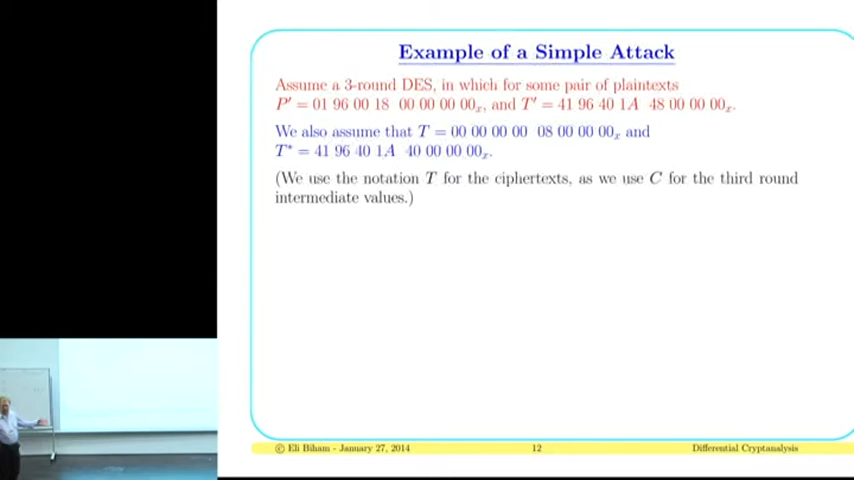 Example of a Simple Attack
Assume a 3-round DES, in which for some pair of plaintexts
P′ = 01 96 00 18 00 00 00 00ₓ, and T′ = 41 96 40 1A 48 00 00 00ₓ.
We also assume that T = 00 00 00 00 08 00 00 00ₓ and
T* = 41 96 40 1A 40 00 00 00ₓ.
(We use the notation T for the ciphertexts, as we use C for the third round
intermediate values.)
© Eli Biham - January 27, 2014 12 Differential Cryptanalysis